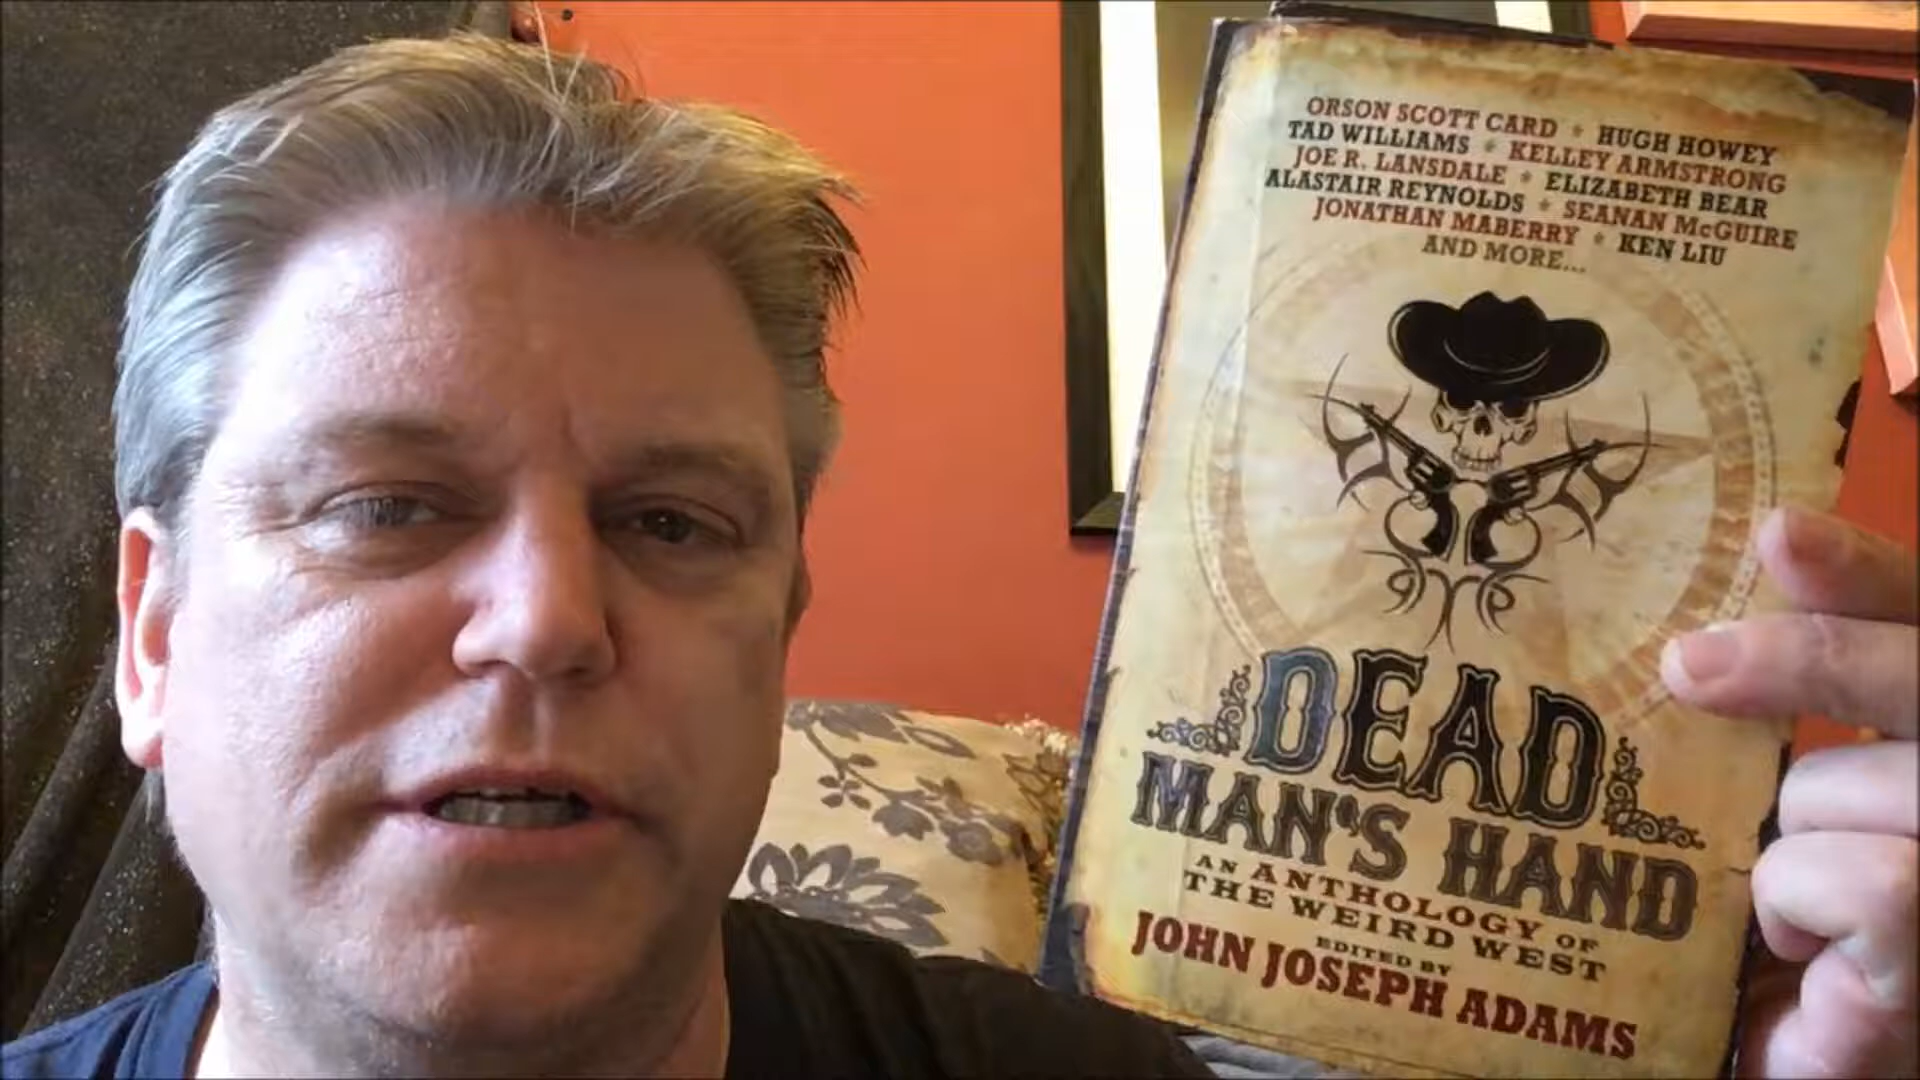 ORSON SCOTT CARD * HUGH HOWEY
TAD WILLIAMS * KELLEY ARMSTRONG
JOE R. LANSDALE * ELIZABETH BEAR
ALASTAIR REYNOLDS * SEANAN McGUIRE
JONATHAN MABERRY * KEN LIU
AND MORE...
DEAD
MAN'S HAND
AN ANTHOLOGY OF
THE WEIRD WEST
EDITED BY
JOHN JOSEPH ADAMS